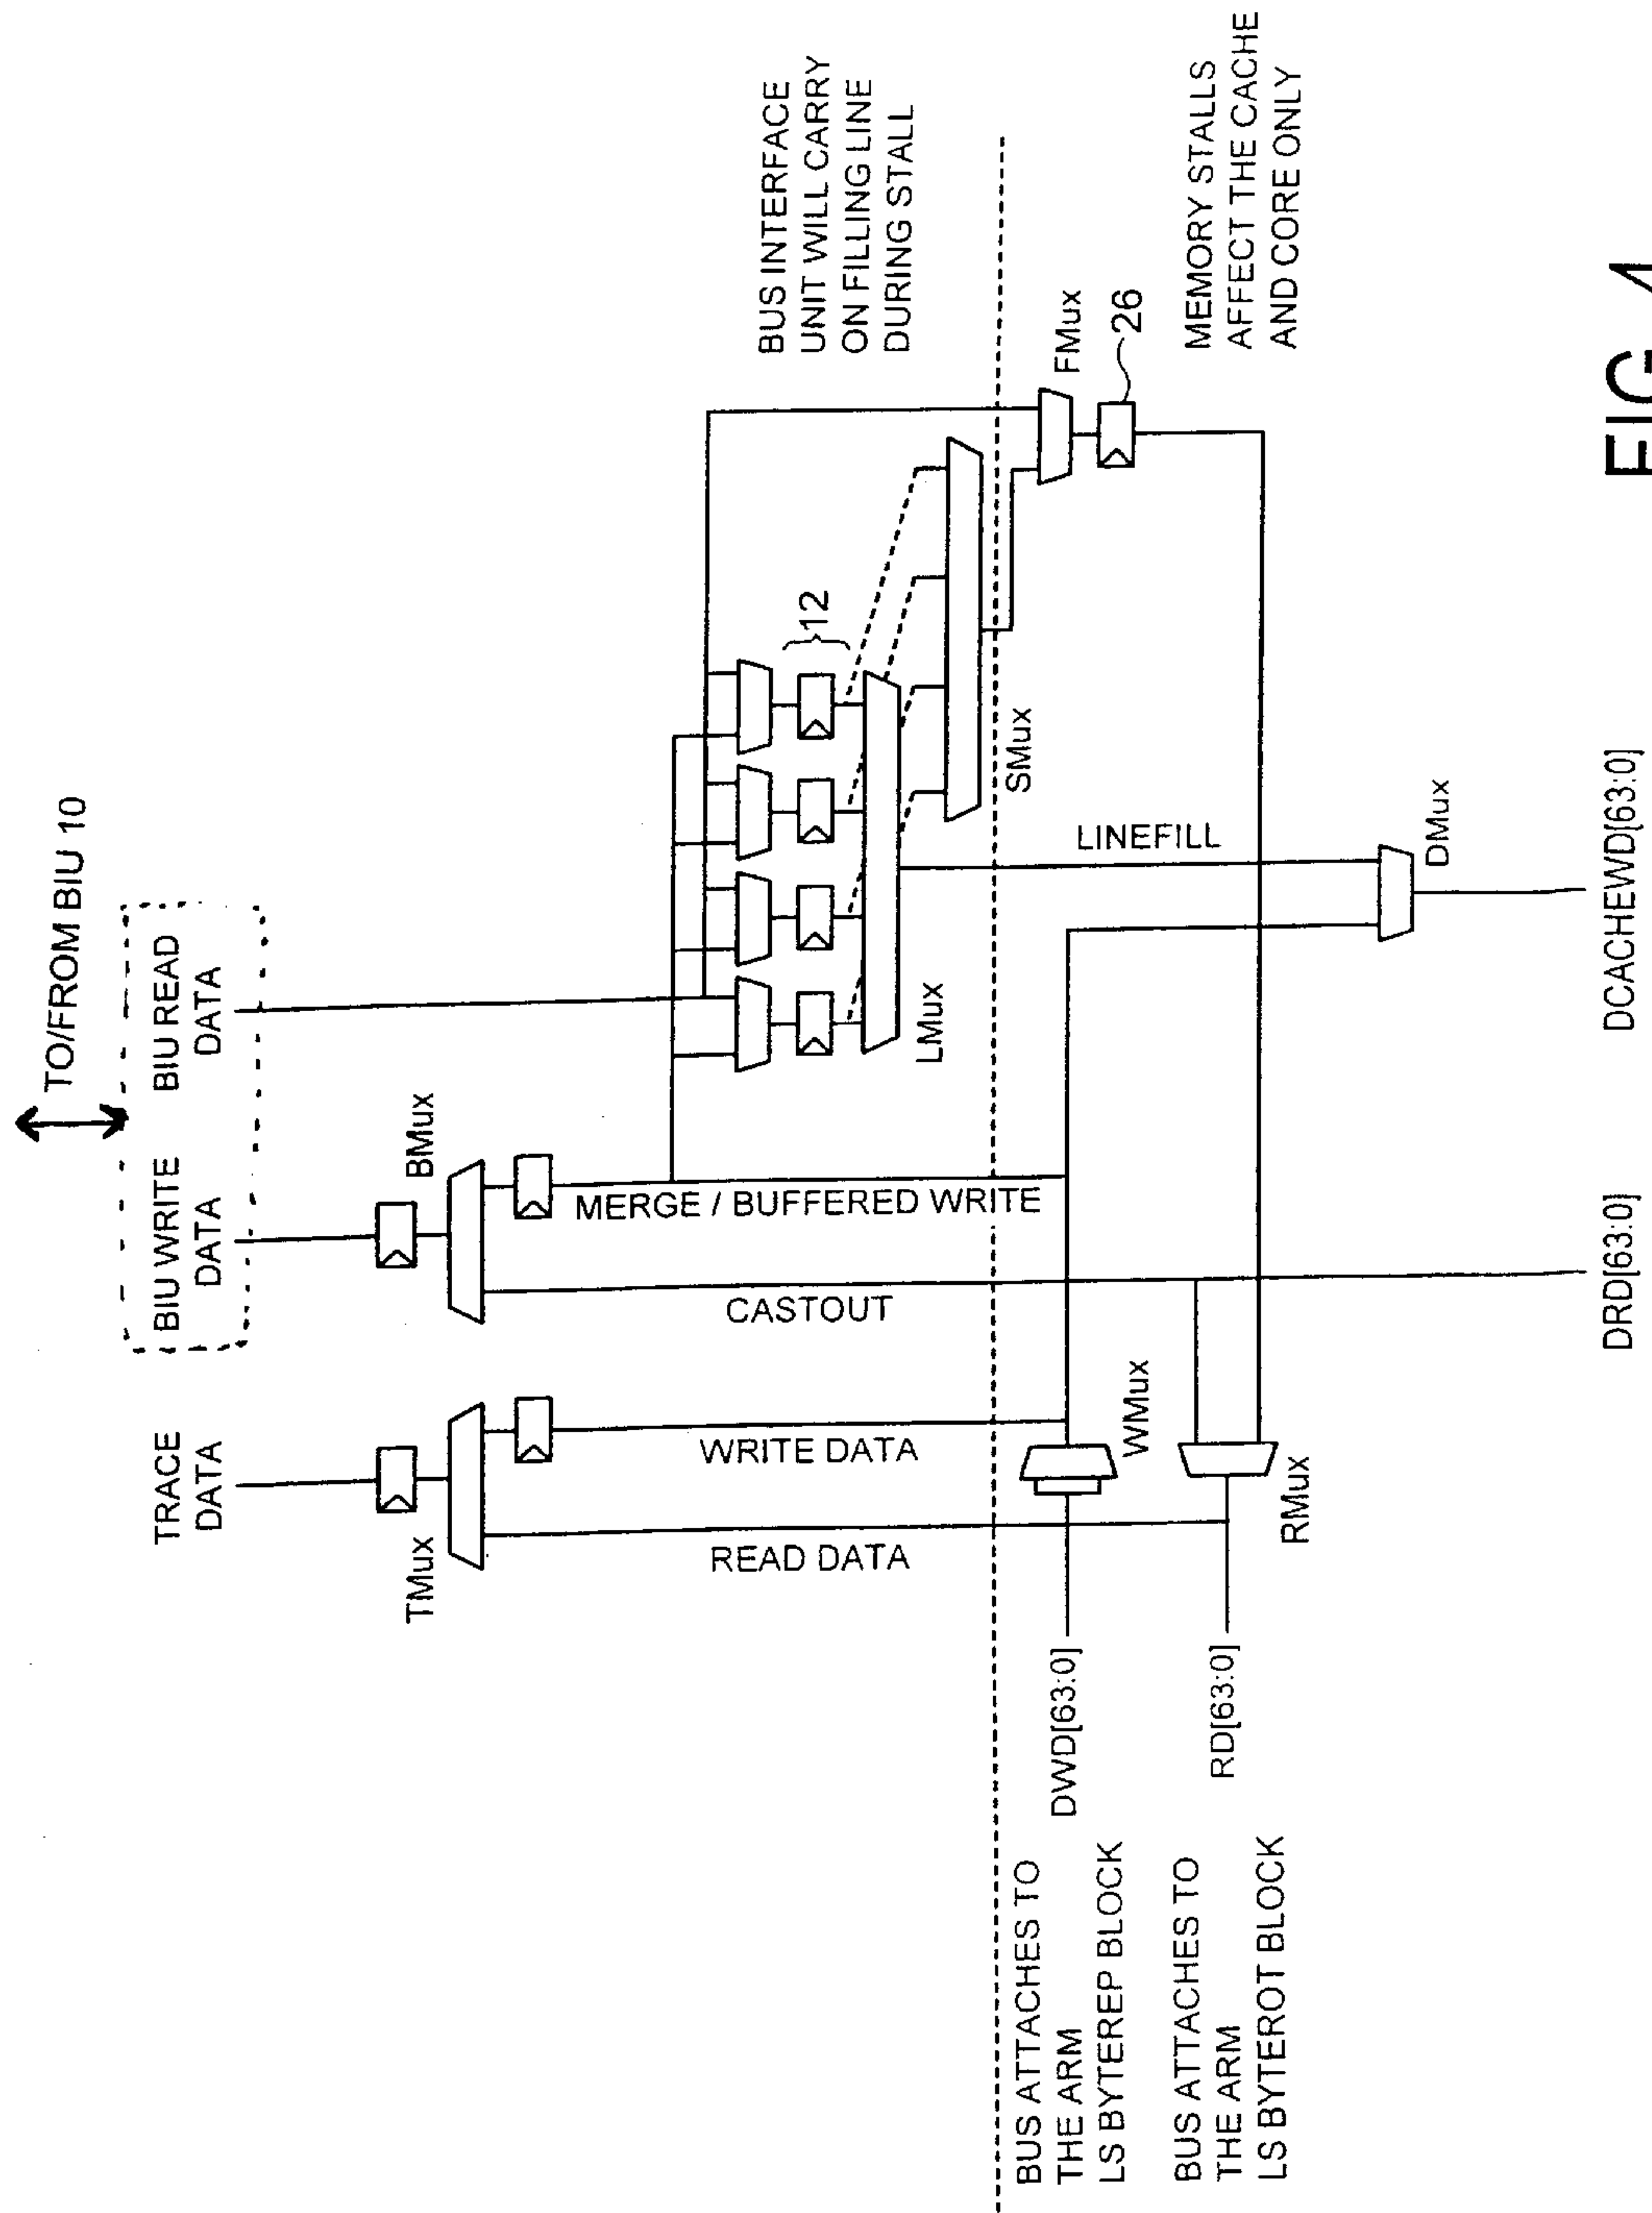 TO/FROM BIU 10
TRACE
DATA
BIU WRITE
DATA
BIU READ
DATA
TMux
BMux
BUS INTERFACE
UNIT WILL CARRY
ON FILLING LINE
DURING STALL
12
READ DATA
WRITE DATA
CASTOUT
MERGE / BUFFERED WRITE
LMux
SMux
LINEFILL
FMux
26
BUS ATTACHES TO
THE ARM
LS BYTEREP BLOCK
DWD[63:0]
WMux
MEMORY STALLS
AFFECT THE CACHE
AND CORE ONLY
BUS ATTACHES TO
THE ARM
LS BYTEROT BLOCK
RD[63:0]
RMux
DMux
DRD[63:0]
DCACHEWD[63:0]
FIG. 4